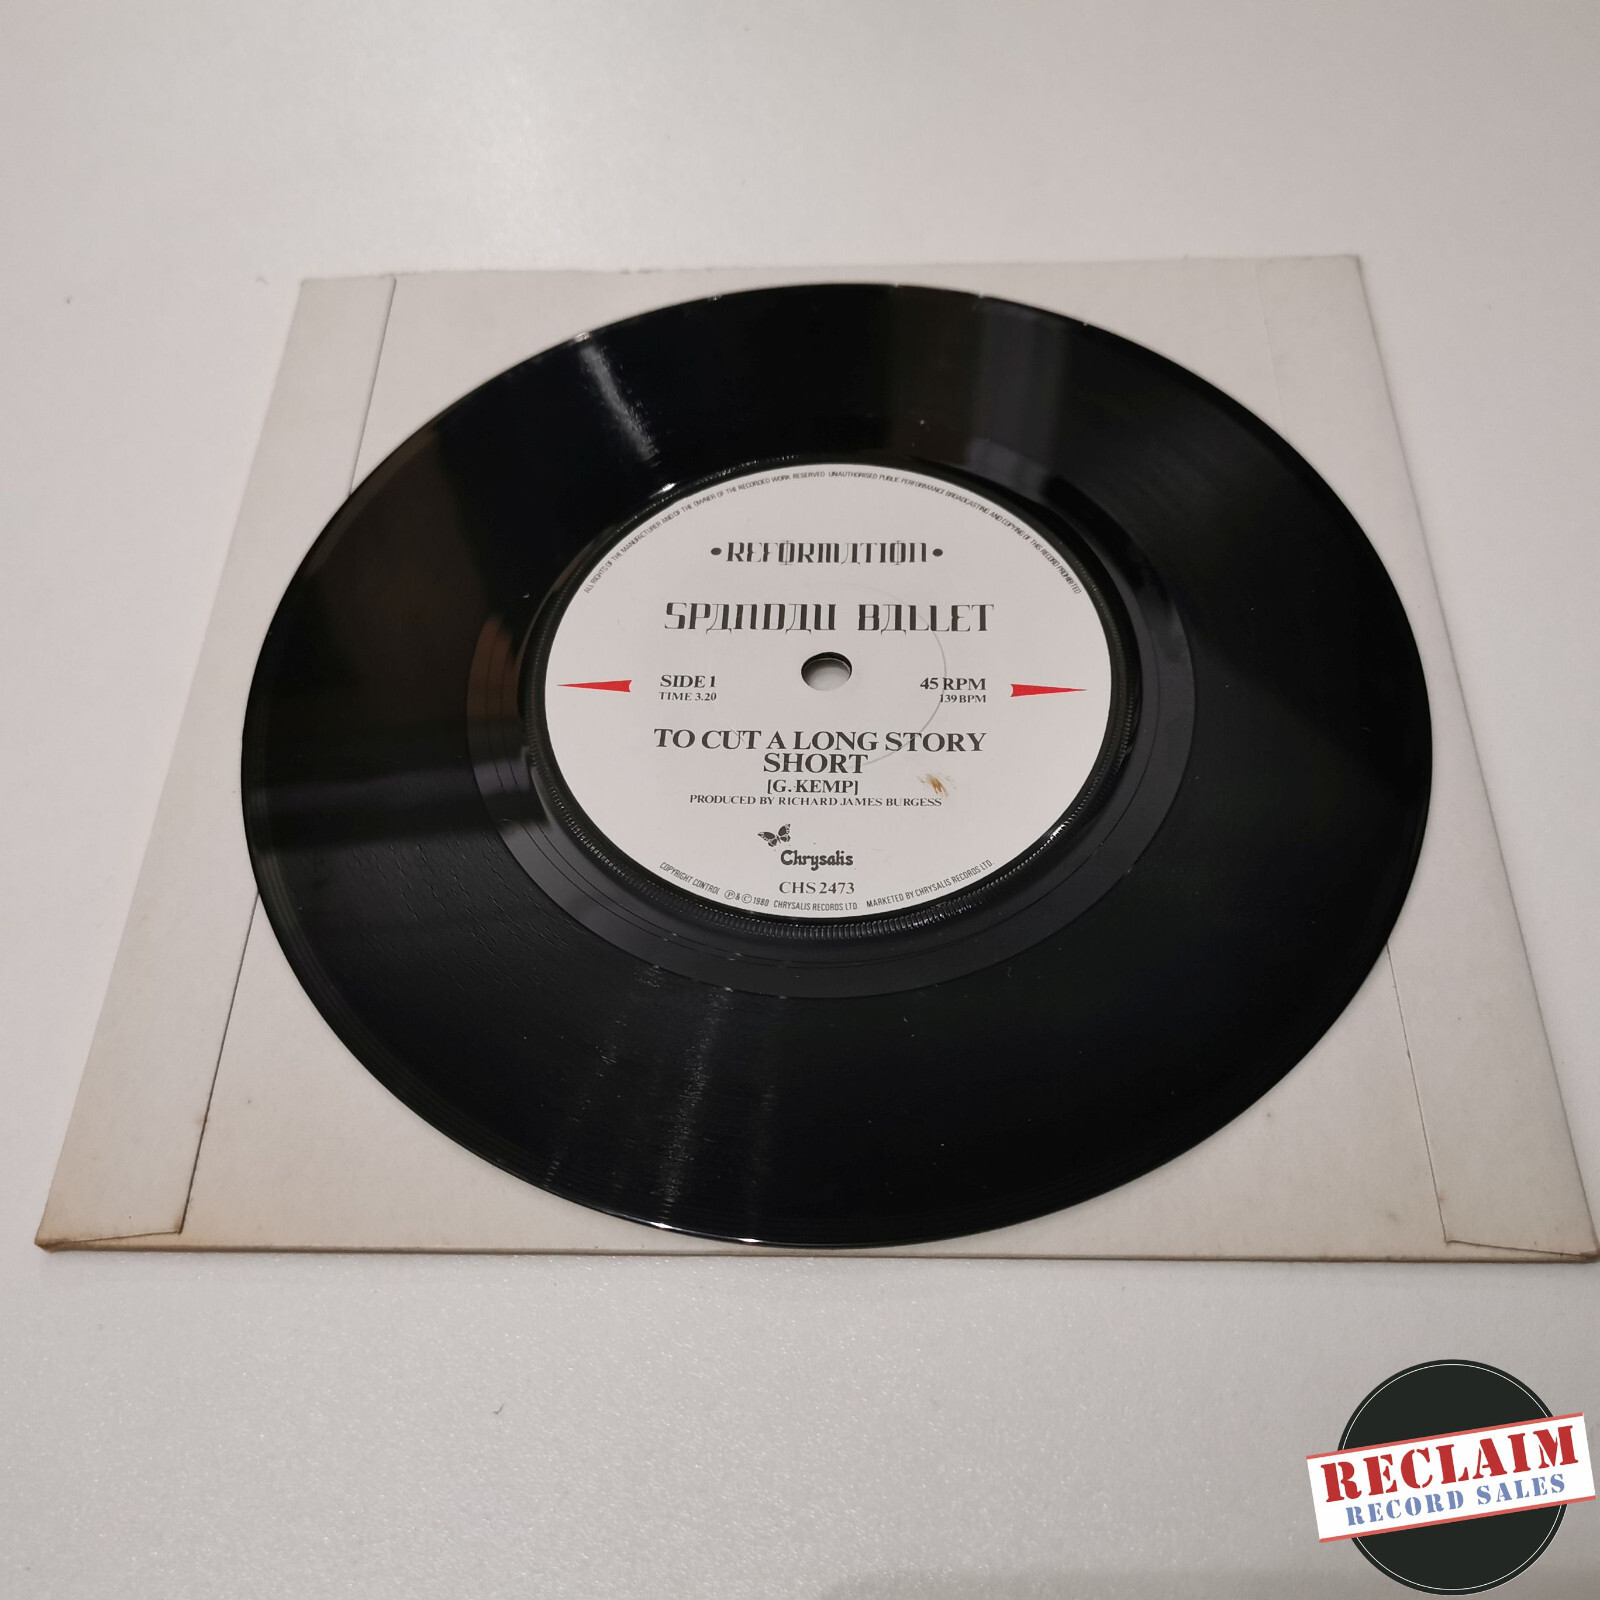 ALL RIGHTS OF THE MANUFACTURER AND OF THE OWNER OF THE RECORDED WORK RESERVED UNAUTHORISED PUBLIC PERFORMANCE BROADCASTING AND COPYING OF THIS RECORD PROHIBITED
•REFORMATION•
SPANDAU BALLET
SIDE 1 45 RPM
TIME 3.20 139 BPM
TO CUT A LONG STORY
SHORT
[G. KEMP]
PRODUCED BY RICHARD JAMES BURGESS
Chrysalis
CHS 2473
COPYRIGHT CONTROL ℗ & © 1980 CHRYSALIS RECORDS LTD MARKETED BY CHRYSALIS RECORDS LTD
RECLAIM
RECORD SALES